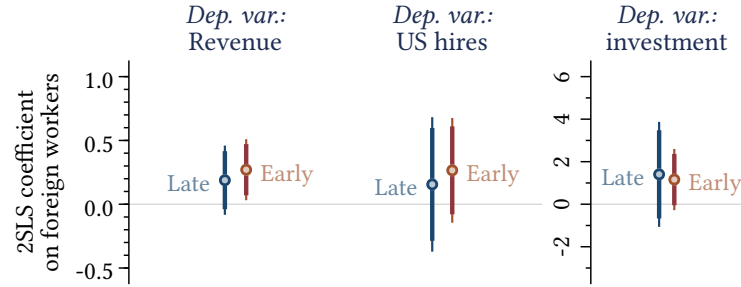 Dep. var.:
Revenue
Dep. var.:
US hires
Dep. var.:
investment
2SLS coefficient
on foreign workers
1.0
0.5
0.0
-0.5
Late
Early
Late
Early
6
4
2
0
-2
Late
Early